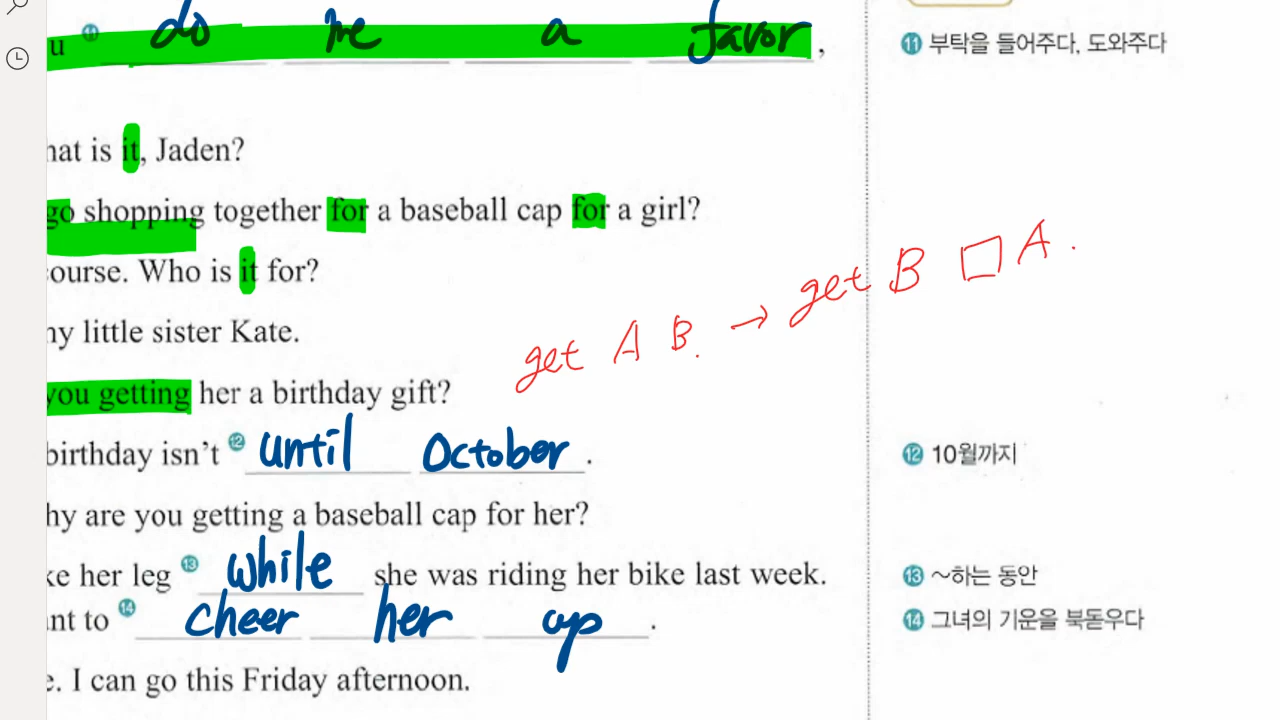 u ⑩ do me a favor,
⑪ 부탁을 들어주다, 도와주다
hat is it, Jaden?
go shopping together for a baseball cap for a girl?
ourse. Who is it for?
ny little sister Kate.
get A B. → get B □ A.
you getting her a birthday gift?
birthday isn't ⑫ until October.
⑫ 10월까지
hy are you getting a baseball cap for her?
ke her leg ⑬ while she was riding her bike last week.
⑬ ~하는 동안
nt to ⑭ cheer her up.
⑭ 그녀의 기운을 북돋우다
e. I can go this Friday afternoon.